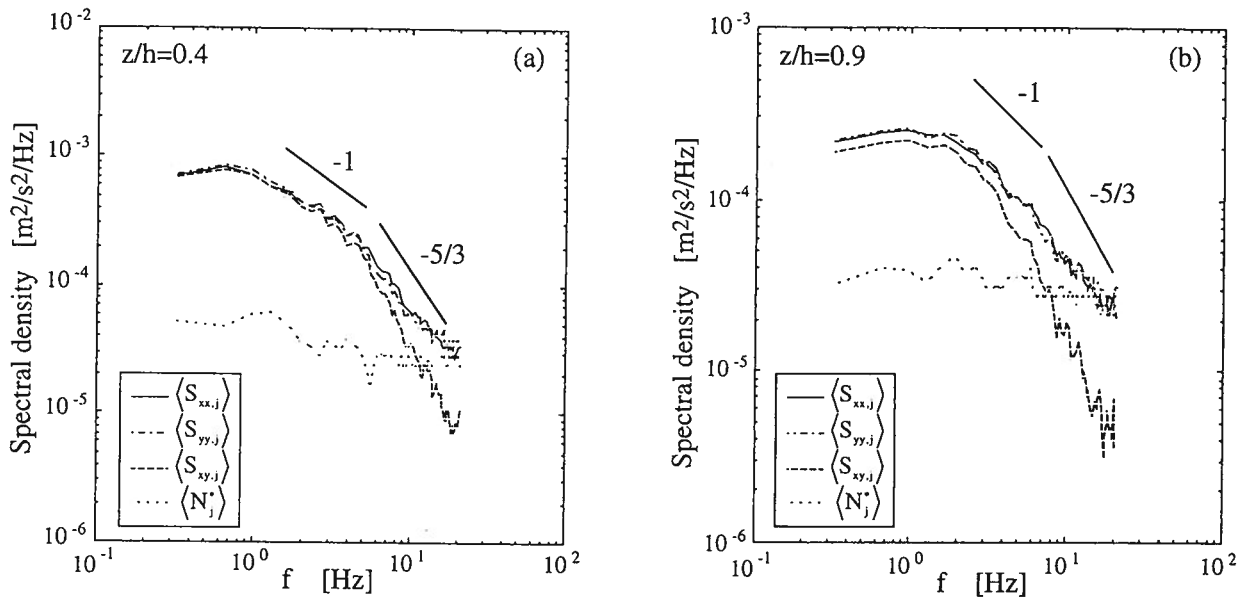 z/h=0.4
(a)
-1
-5/3
10⁻²
10⁻³
10⁻⁴
10⁻⁵
10⁻⁶
Spectral density [m²/s²/Hz]
⟨S_xx,j⟩
⟨S_yy,j⟩
⟨S_xy,j⟩
⟨N_j^*⟩
10⁻¹
10⁰
10¹
10²
f [Hz]
z/h=0.9
(b)
-1
-5/3
10⁻³
10⁻⁴
10⁻⁵
10⁻⁶
Spectral density [m²/s²/Hz]
⟨S_xx,j⟩
⟨S_yy,j⟩
⟨S_xy,j⟩
⟨N_j^*⟩
10⁻¹
10⁰
10¹
10²
f [Hz]